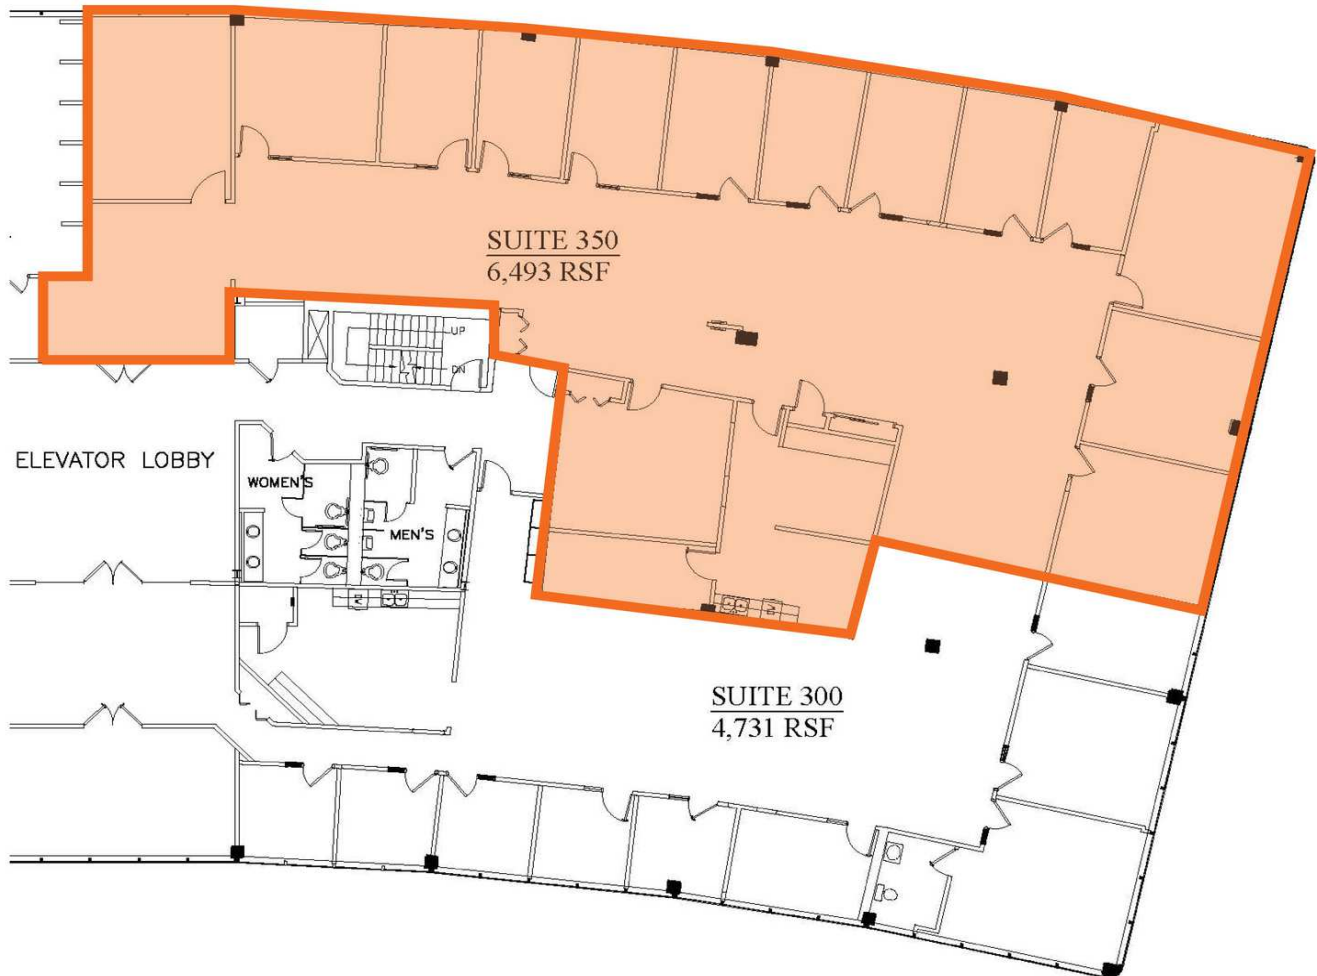 SUITE 350
6,493 RSF
UP
DN
ELEVATOR LOBBY
WOMEN'S
MEN'S
SUITE 300
4,731 RSF